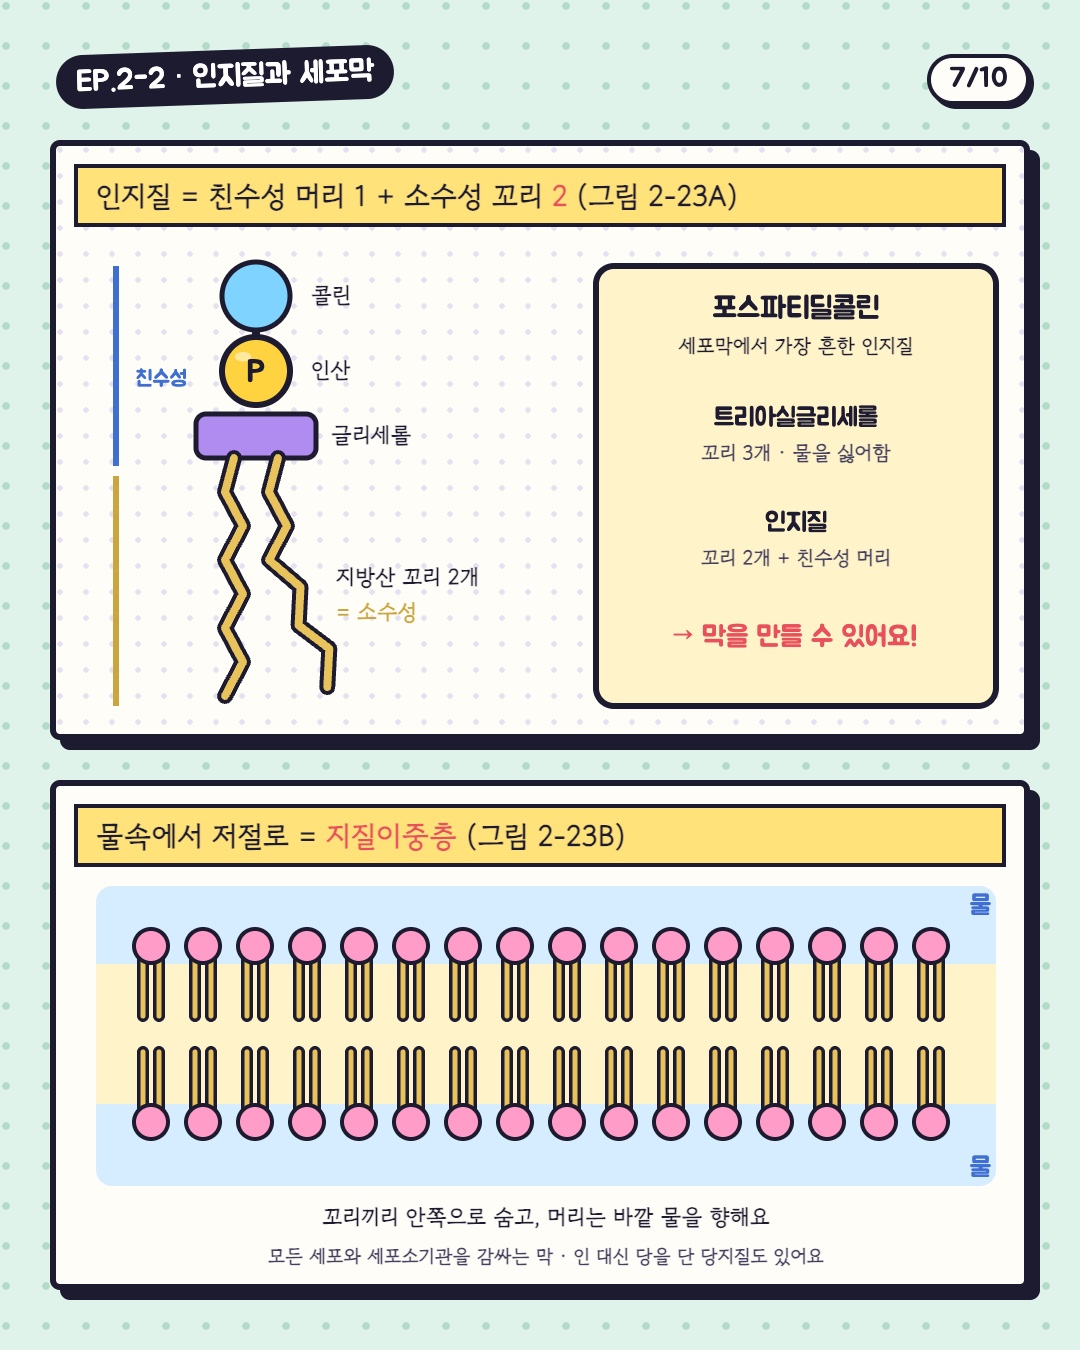 EP.2-2 · 인지질과 세포막
7/10
인지질 = 친수성 머리 1 + 소수성 꼬리 2 (그림 2-23A)
콜린
친수성
P
인산
글리세롤
지방산 꼬리 2개
= 소수성
포스파티딜콜린
세포막에서 가장 흔한 인지질
트리아실글리세롤
꼬리 3개 · 물을 싫어함
인지질
꼬리 2개 + 친수성 머리
→ 막을 만들 수 있어요!
물속에서 저절로 = 지질이중층 (그림 2-23B)
물
물
꼬리끼리 안쪽으로 숨고, 머리는 바깥 물을 향해요
모든 세포와 세포소기관을 감싸는 막 · 인 대신 당을 단 당지질도 있어요